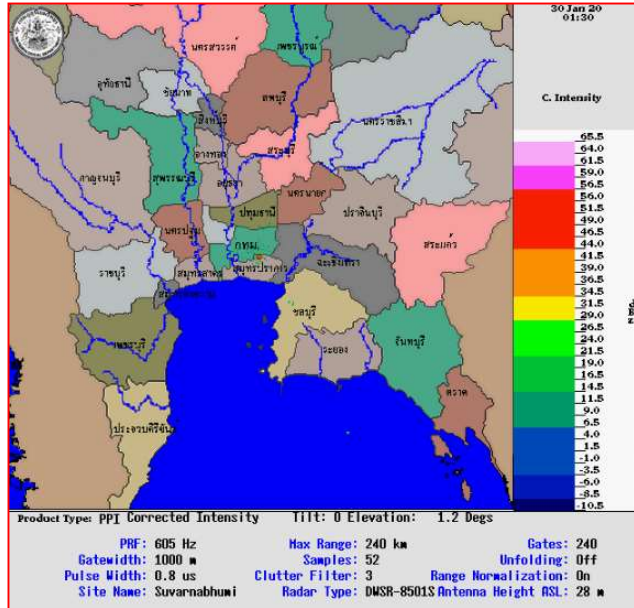 30 Jan 20
01:30
C. Intensity
65.5
64.0
61.5
59.0
56.5
56.0
51.5
49.0
46.5
44.0
41.5
39.0
36.5
34.5
31.5
29.0
26.5
24.0
21.5
19.0
16.5
14.5
11.5
9.0
6.5
4.0
1.5
-1.0
-3.5
-6.0
-8.5
-10.5
นครสวรรค์
เพชรบูรณ์
อุทัยธานี
ชัยนาท
ลพบุรี
สิงห์บุรี
นครราชสีมา
อ่างทอง
สระบุรี
กาญจนบุรี
สุพรรณบุรี
อยุธยา
นครนายก
ปราจีนบุรี
ปทุมธานี
นครปฐม
กทม.
สระแก้ว
ฉะเชิงเทรา
ราชบุรี
สมุทรสาคร
สมุทรปราการ
ชลบุรี
เพชรบุรี
ระยอง
จันทบุรี
ตราด
ประจวบคีรีขันธ์
Product Type: PPI Corrected Intensity Tilt: 0 Elevation: 1.2 Degs
PRF: 605 Hz Max Range: 240 km Gates: 240
Gatewidth: 1000 m Samples: 52 Unfolding: Off
Pulse Width: 0.8 us Clutter Filter: 3 Range Normalization: On
Site Name: Suvarnabhumi Radar Type: DWSR-8501S Antenna Height ASL: 28 m